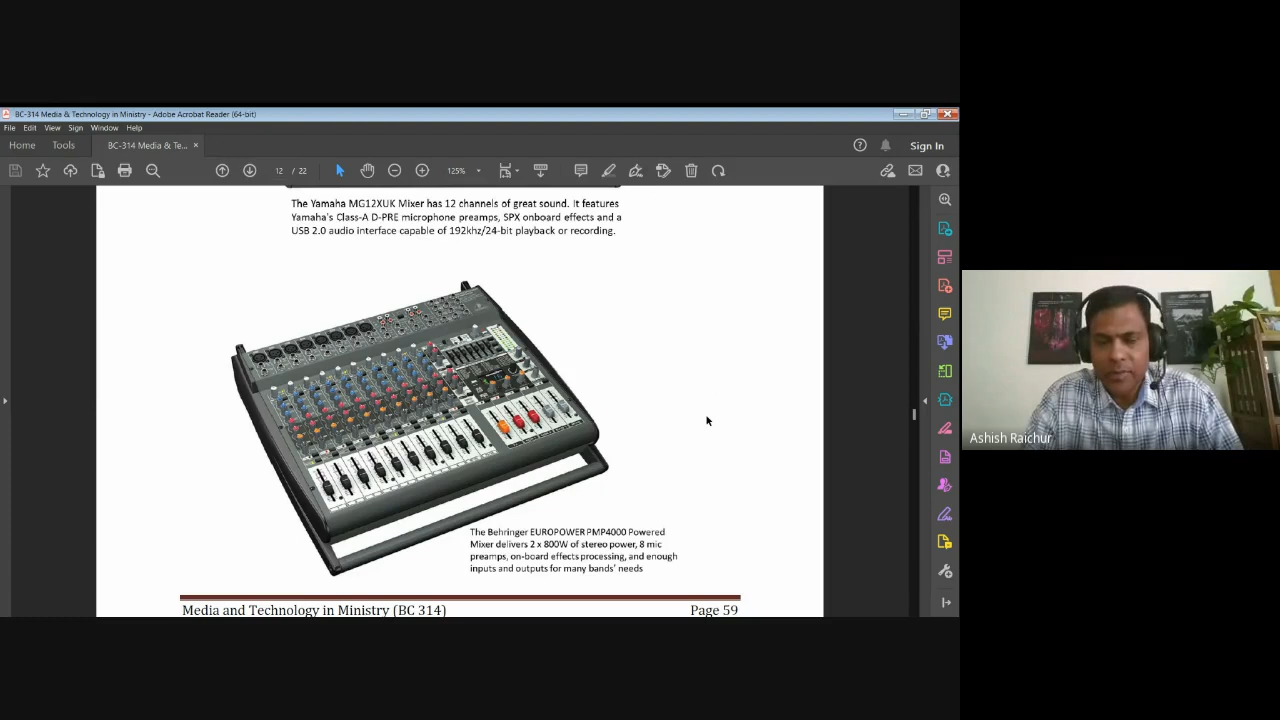 BC-314 Media & Technology in Ministry - Adobe Acrobat Reader (64-bit)
File Edit View Sign Window Help
Home Tools BC-314 Media & Te... × Sign In
12 / 22 125%
The Yamaha MG12XUK Mixer has 12 channels of great sound. It features
Yamaha's Class-A D-PRE microphone preamps, SPX onboard effects and a
USB 2.0 audio interface capable of 192khz/24-bit playback or recording.
The Behringer EUROPOWER PMP4000 Powered
Mixer delivers 2 x 800W of stereo power, 8 mic
preamps, on-board effects processing, and enough
inputs and outputs for many bands' needs
Media and Technology in Ministry (BC 314) Page 59
Ashish Raichur